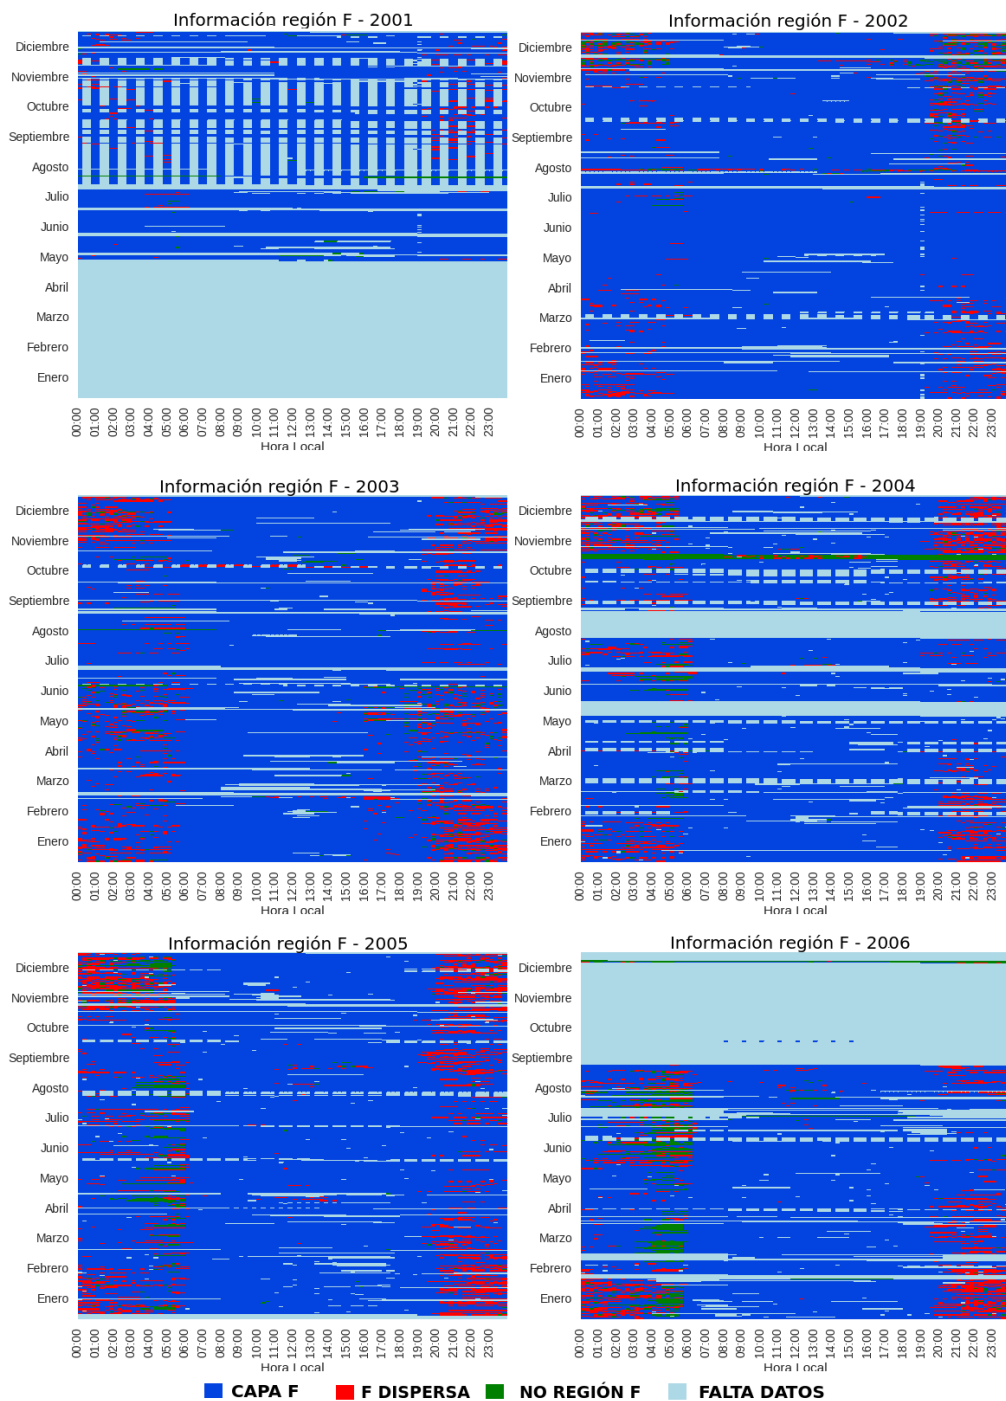 Información región F - 2001
Diciembre
Noviembre
Octubre
Septiembre
Agosto
Julio
Junio
Mayo
Abril
Marzo
Febrero
Enero
00:00 01:00 02:00 03:00 04:00 05:00 06:00 07:00 08:00 09:00 10:00 11:00 12:00 13:00 14:00 15:00 16:00 17:00 18:00 19:00 20:00 21:00 22:00 23:00
Hora Local
Información región F - 2002
Diciembre
Noviembre
Octubre
Septiembre
Agosto
Julio
Junio
Mayo
Abril
Marzo
Febrero
Enero
00:00 01:00 02:00 03:00 04:00 05:00 06:00 07:00 08:00 09:00 10:00 11:00 12:00 13:00 14:00 15:00 16:00 17:00 18:00 19:00 20:00 21:00 22:00 23:00
Hora Local
Información región F - 2003
Diciembre
Noviembre
Octubre
Septiembre
Agosto
Julio
Junio
Mayo
Abril
Marzo
Febrero
Enero
00:00 01:00 02:00 03:00 04:00 05:00 06:00 07:00 08:00 09:00 10:00 11:00 12:00 13:00 14:00 15:00 16:00 17:00 18:00 19:00 20:00 21:00 22:00 23:00
Hora Local
Información región F - 2004
Diciembre
Noviembre
Octubre
Septiembre
Agosto
Julio
Junio
Mayo
Abril
Marzo
Febrero
Enero
00:00 01:00 02:00 03:00 04:00 05:00 06:00 07:00 08:00 09:00 10:00 11:00 12:00 13:00 14:00 15:00 16:00 17:00 18:00 19:00 20:00 21:00 22:00 23:00
Hora Local
Información región F - 2005
Diciembre
Noviembre
Octubre
Septiembre
Agosto
Julio
Junio
Mayo
Abril
Marzo
Febrero
Enero
00:00 01:00 02:00 03:00 04:00 05:00 06:00 07:00 08:00 09:00 10:00 11:00 12:00 13:00 14:00 15:00 16:00 17:00 18:00 19:00 20:00 21:00 22:00 23:00
Hora Local
Información región F - 2006
Diciembre
Noviembre
Octubre
Septiembre
Agosto
Julio
Junio
Mayo
Abril
Marzo
Febrero
Enero
00:00 01:00 02:00 03:00 04:00 05:00 06:00 07:00 08:00 09:00 10:00 11:00 12:00 13:00 14:00 15:00 16:00 17:00 18:00 19:00 20:00 21:00 22:00 23:00
Hora Local
CAPA F F DISPERSA NO REGIÓN F FALTA DATOS